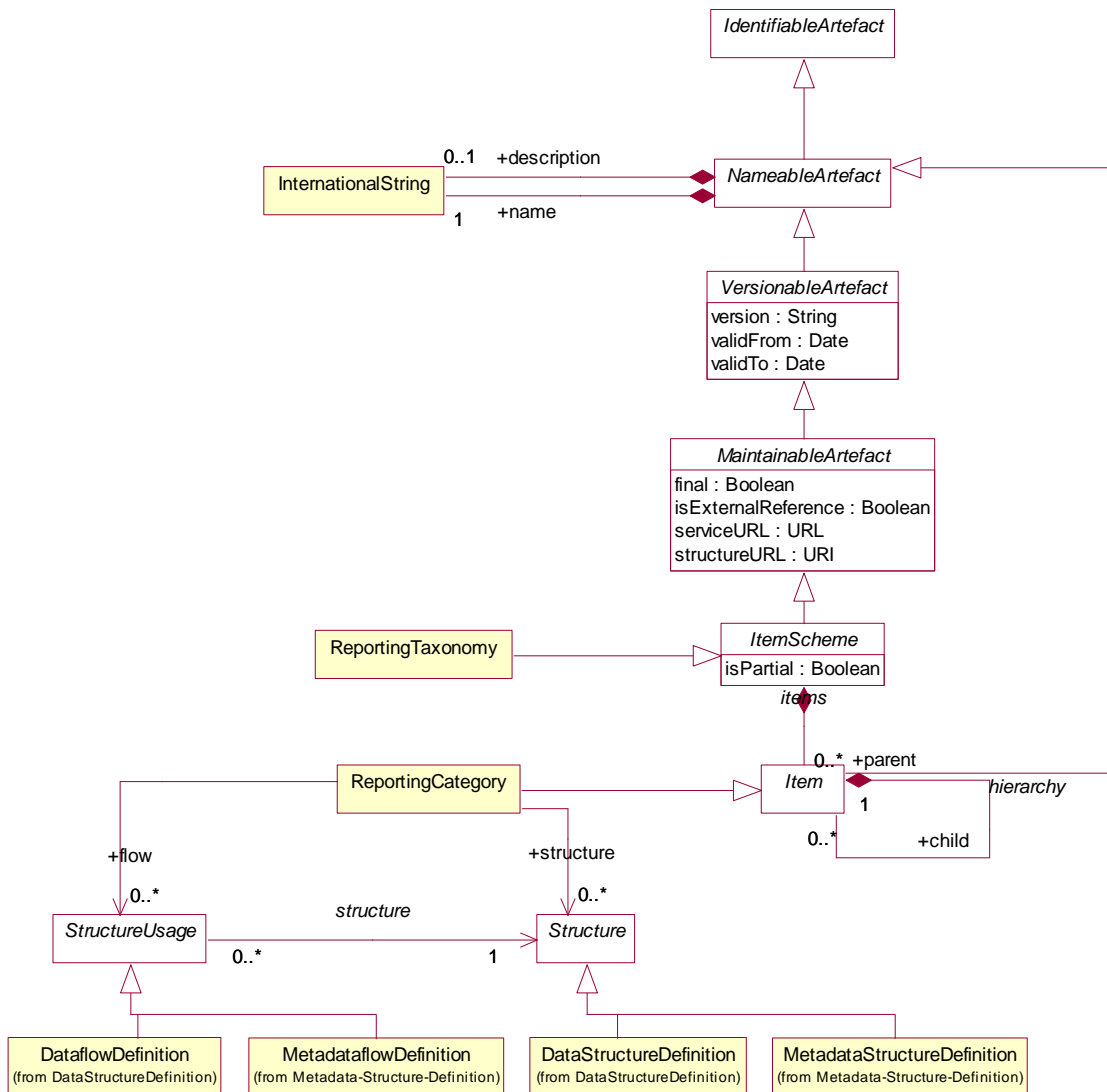 IdentifiableArtefact
0..1
+description
InternationalString
NameableArtefact
1
+name
VersionableArtefact
version : String
validFrom : Date
validTo : Date
MaintainableArtefact
final : Boolean
isExternalReference : Boolean
serviceURL : URL
structureURL : URI
ReportingTaxonomy
ItemScheme
isPartial : Boolean
items
0..*
+parent
ReportingCategory
Item
hierarchy
1
0..*
+child
+flow
+structure
0..*
0..*
structure
StructureUsage
Structure
0..*
1
DataflowDefinition
(from DataStructureDefinition)
MetadataflowDefinition
(from Metadata-Structure-Definition)
DataStructureDefinition
(from DataStructureDefinition)
MetadataStructureDefinition
(from Metadata-Structure-Definition)